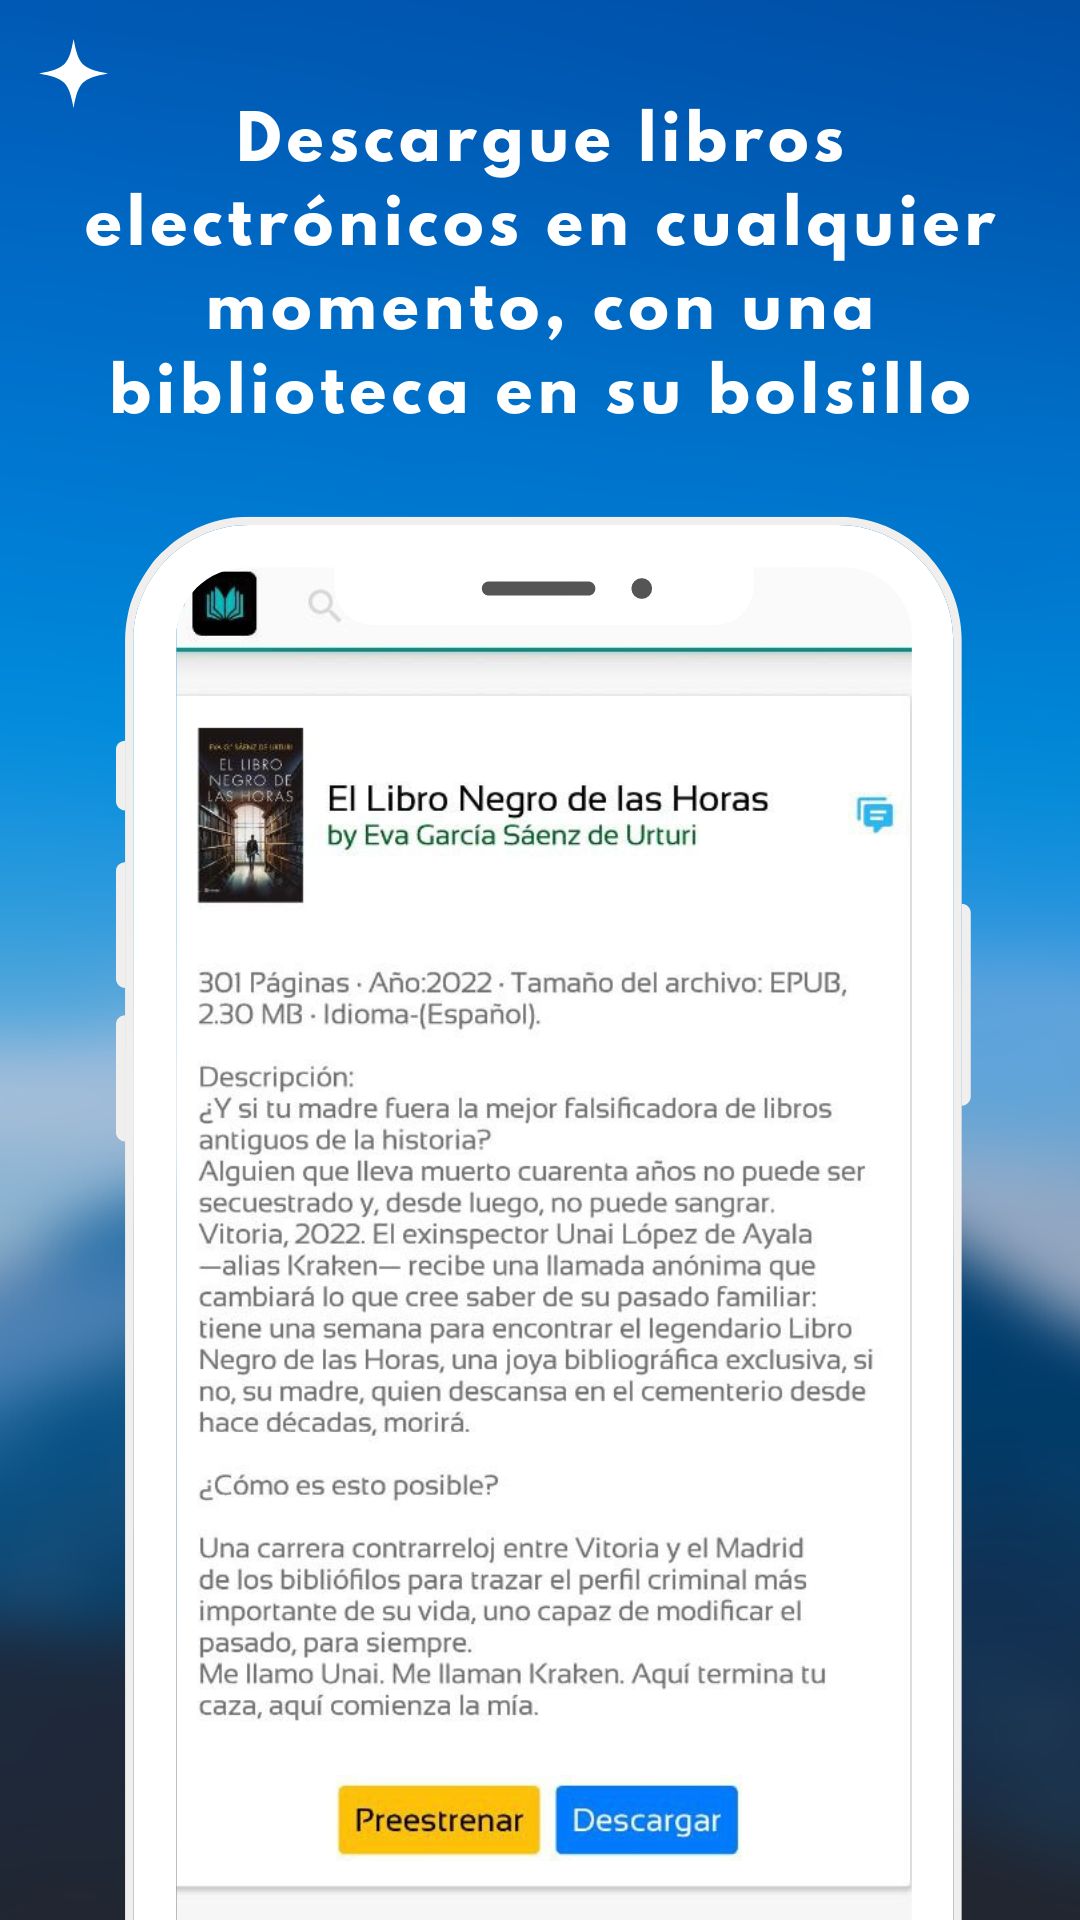 Descargue libros
electrónicos en cualquier
momento, con una
biblioteca en su bolsillo
EVA Gª SÁENZ DE URTURI
EL LIBRO
NEGRO DE
LAS HORAS
El Libro Negro de las Horas
by Eva García Sáenz de Urturi
301 Páginas · Año:2022 · Tamaño del archivo: EPUB,
2.30 MB · Idioma-(Español).
Descripción:
¿Y si tu madre fuera la mejor falsificadora de libros
antiguos de la historia?
Alguien que lleva muerto cuarenta años no puede ser
secuestrado y, desde luego, no puede sangrar.
Vitoria, 2022. El exinspector Unai López de Ayala
—alias Kraken— recibe una llamada anónima que
cambiará lo que cree saber de su pasado familiar:
tiene una semana para encontrar el legendario Libro
Negro de las Horas, una joya bibliográfica exclusiva, si
no, su madre, quien descansa en el cementerio desde
hace décadas, morirá.
¿Cómo es esto posible?
Una carrera contrarreloj entre Vitoria y el Madrid
de los bibliófilos para trazar el perfil criminal más
importante de su vida, uno capaz de modificar el
pasado, para siempre.
Me llamo Unai. Me llaman Kraken. Aquí termina tu
caza, aquí comienza la mía.
Preestrenar
Descargar